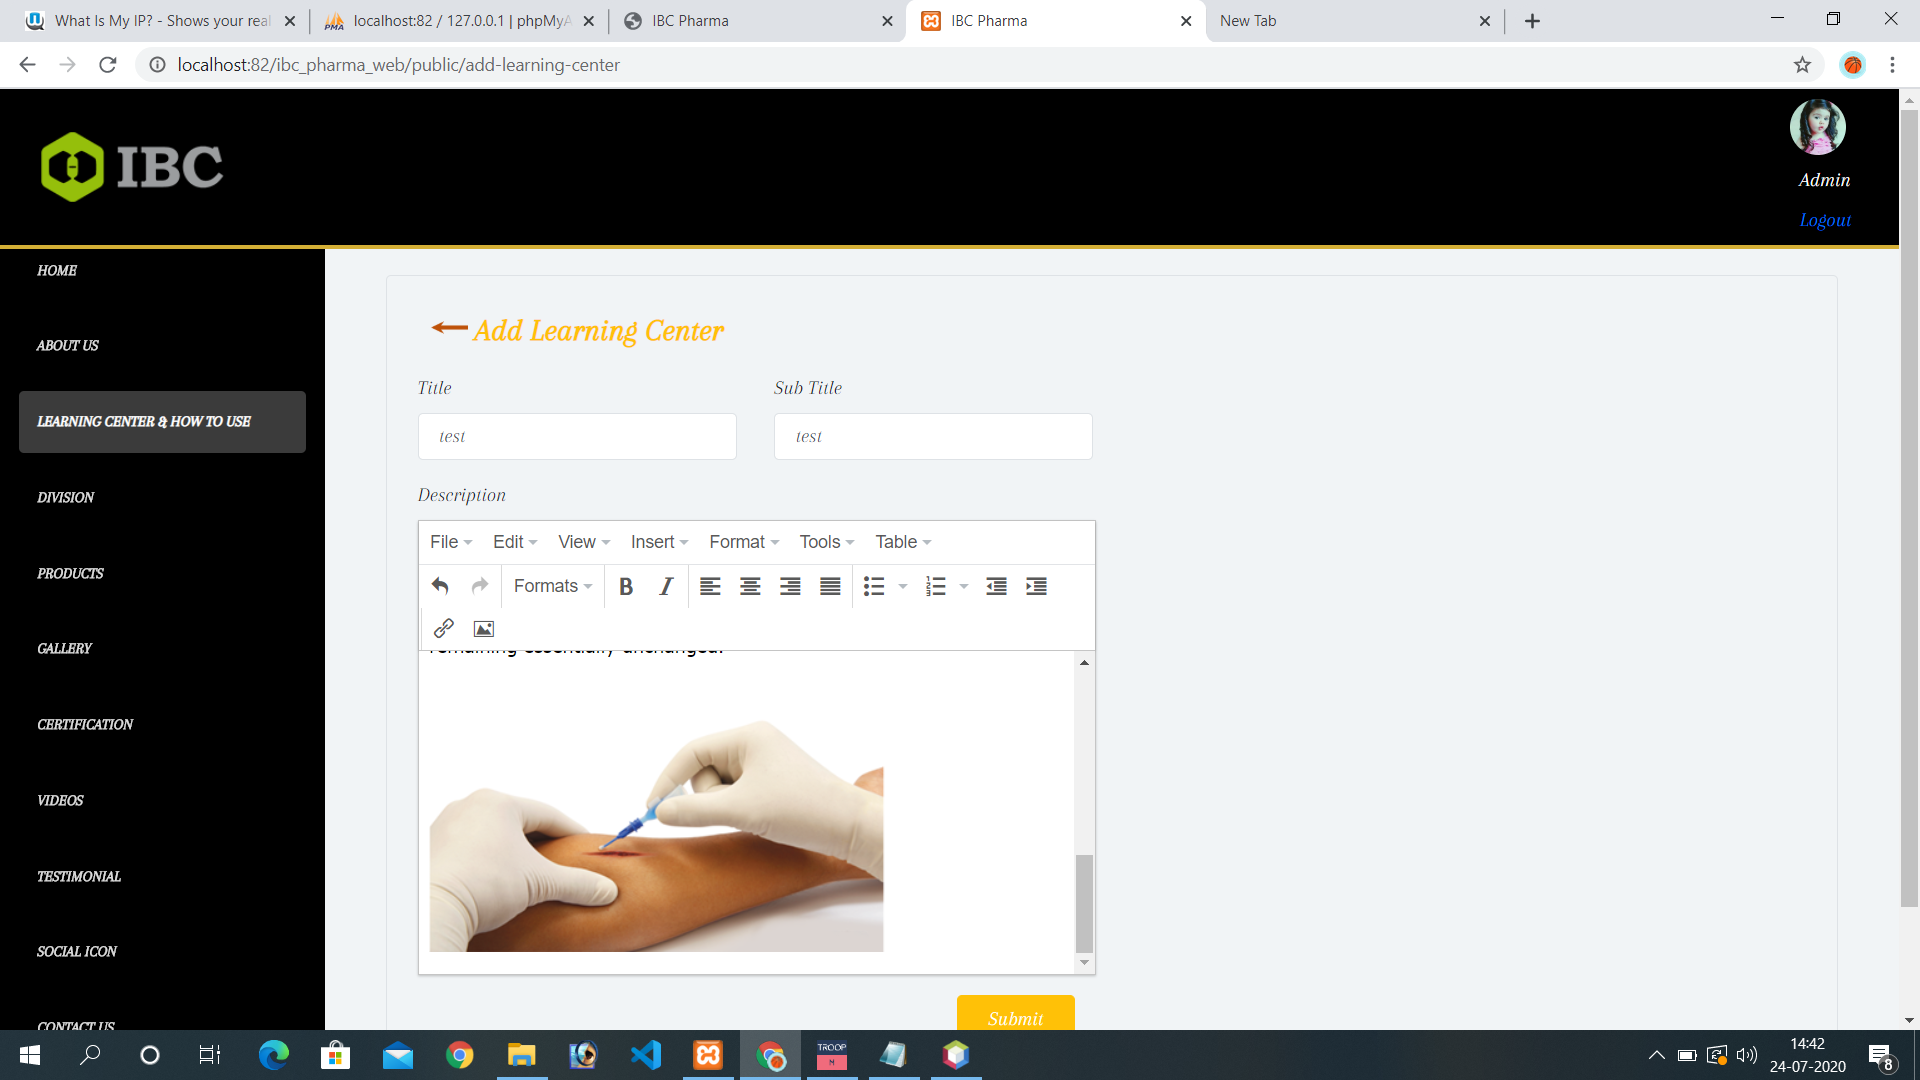 What Is My IP? - Shows your real
localhost:82 / 127.0.0.1 | phpMyA
IBC Pharma
IBC Pharma
New Tab
localhost:82/ibc_pharma_web/public/add-learning-center
IBC
Admin
Logout
HOME
ABOUT US
LEARNING CENTER & HOW TO USE
DIVISION
PRODUCTS
GALLERY
CERTIFICATION
VIDEOS
TESTIMONIAL
SOCIAL ICON
CONTACT US
Add Learning Center
Title
Sub Title
test
test
Description
File Edit View Insert Format Tools Table
Formats B I
remaining essentially unchanged.
Submit
TROOP
14:42
24-07-2020
8